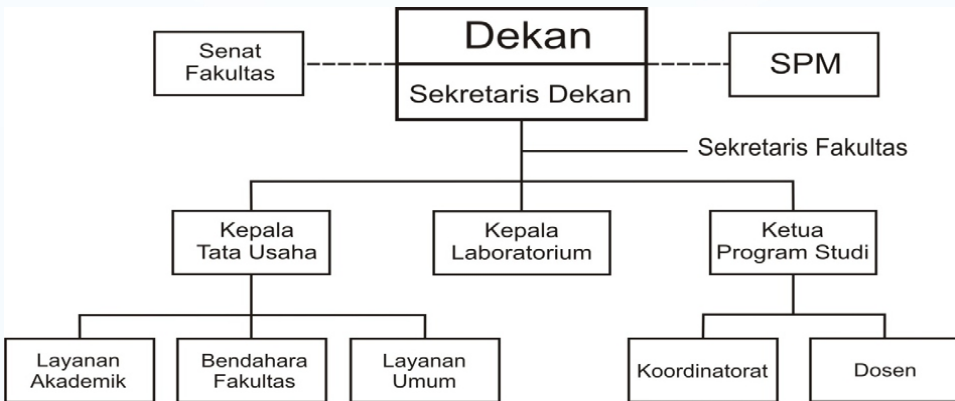 Dekan
Senat
Fakultas
SPM
Sekretaris Dekan
Sekretaris Fakultas
Kepala
Tata Usaha
Kepala
Laboratorium
Ketua
Program Studi
Layanan
Akademik
Bendahara
Fakultas
Layanan
Umum
Koordinatorat
Dosen